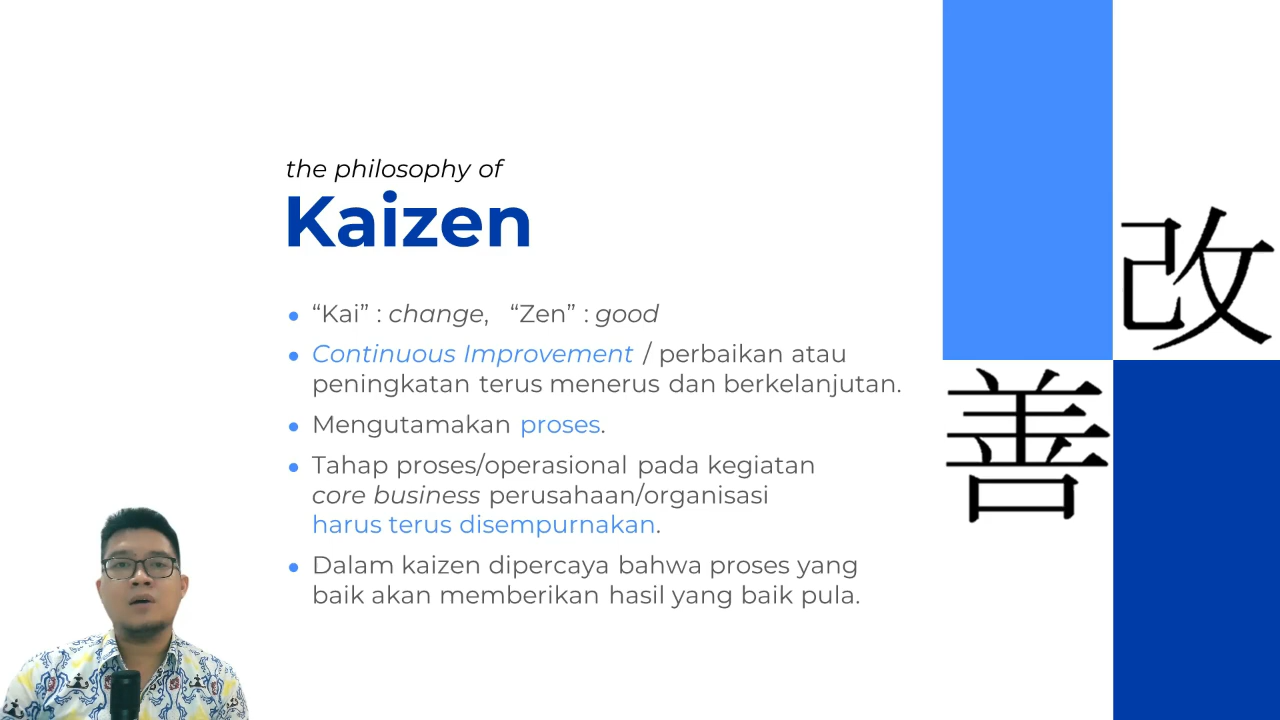 the philosophy of
Kaizen
• “Kai” : change, “Zen” : good
• Continuous Improvement / perbaikan atau
peningkatan terus menerus dan berkelanjutan.
• Mengutamakan proses.
• Tahap proses/operasional pada kegiatan
core business perusahaan/organisasi
harus terus disempurnakan.
• Dalam kaizen dipercaya bahwa proses yang
baik akan memberikan hasil yang baik pula.
改
善